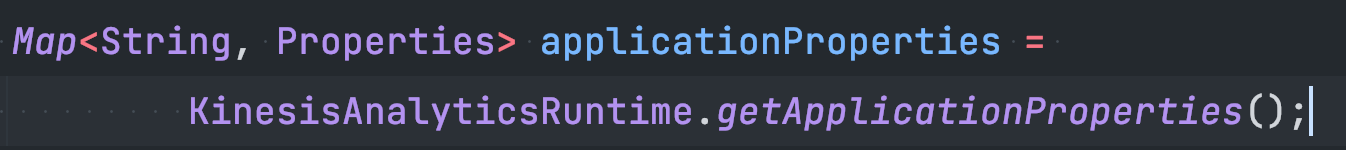 Map<String, Properties> applicationProperties =
KinesisAnalyticsRuntime.getApplicationProperties();